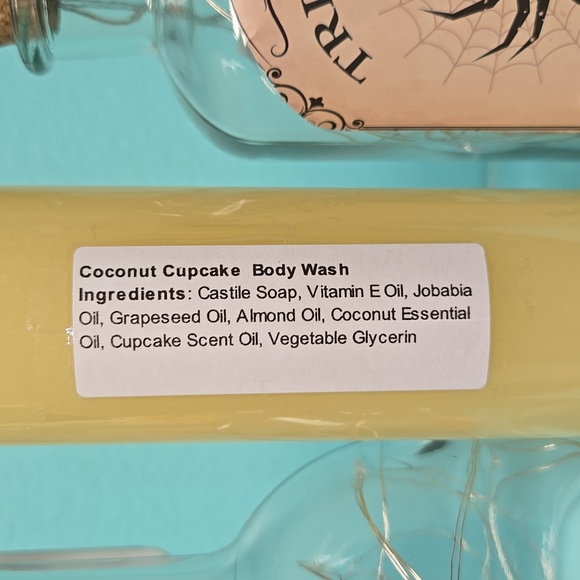 TRI
Coconut Cupcake Body Wash
Ingredients: Castile Soap, Vitamin E Oil, Jobabia
Oil, Grapeseed Oil, Almond Oil, Coconut Essential
Oil, Cupcake Scent Oil, Vegetable Glycerin